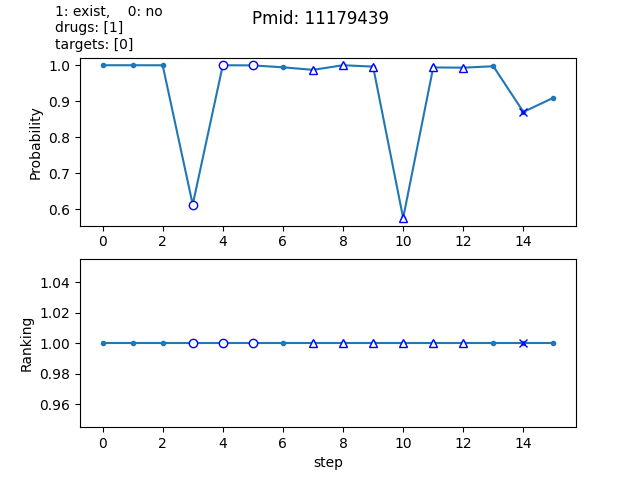 1: exist,    0: no
drugs: [1]
targets: [0]
Pmid: 11179439
1.0
0.9
0.8
0.7
0.6
Probability
0 2 4 6 8 10 12 14
1.04
1.02
1.00
0.98
0.96
Ranking
0 2 4 6 8 10 12 14
step